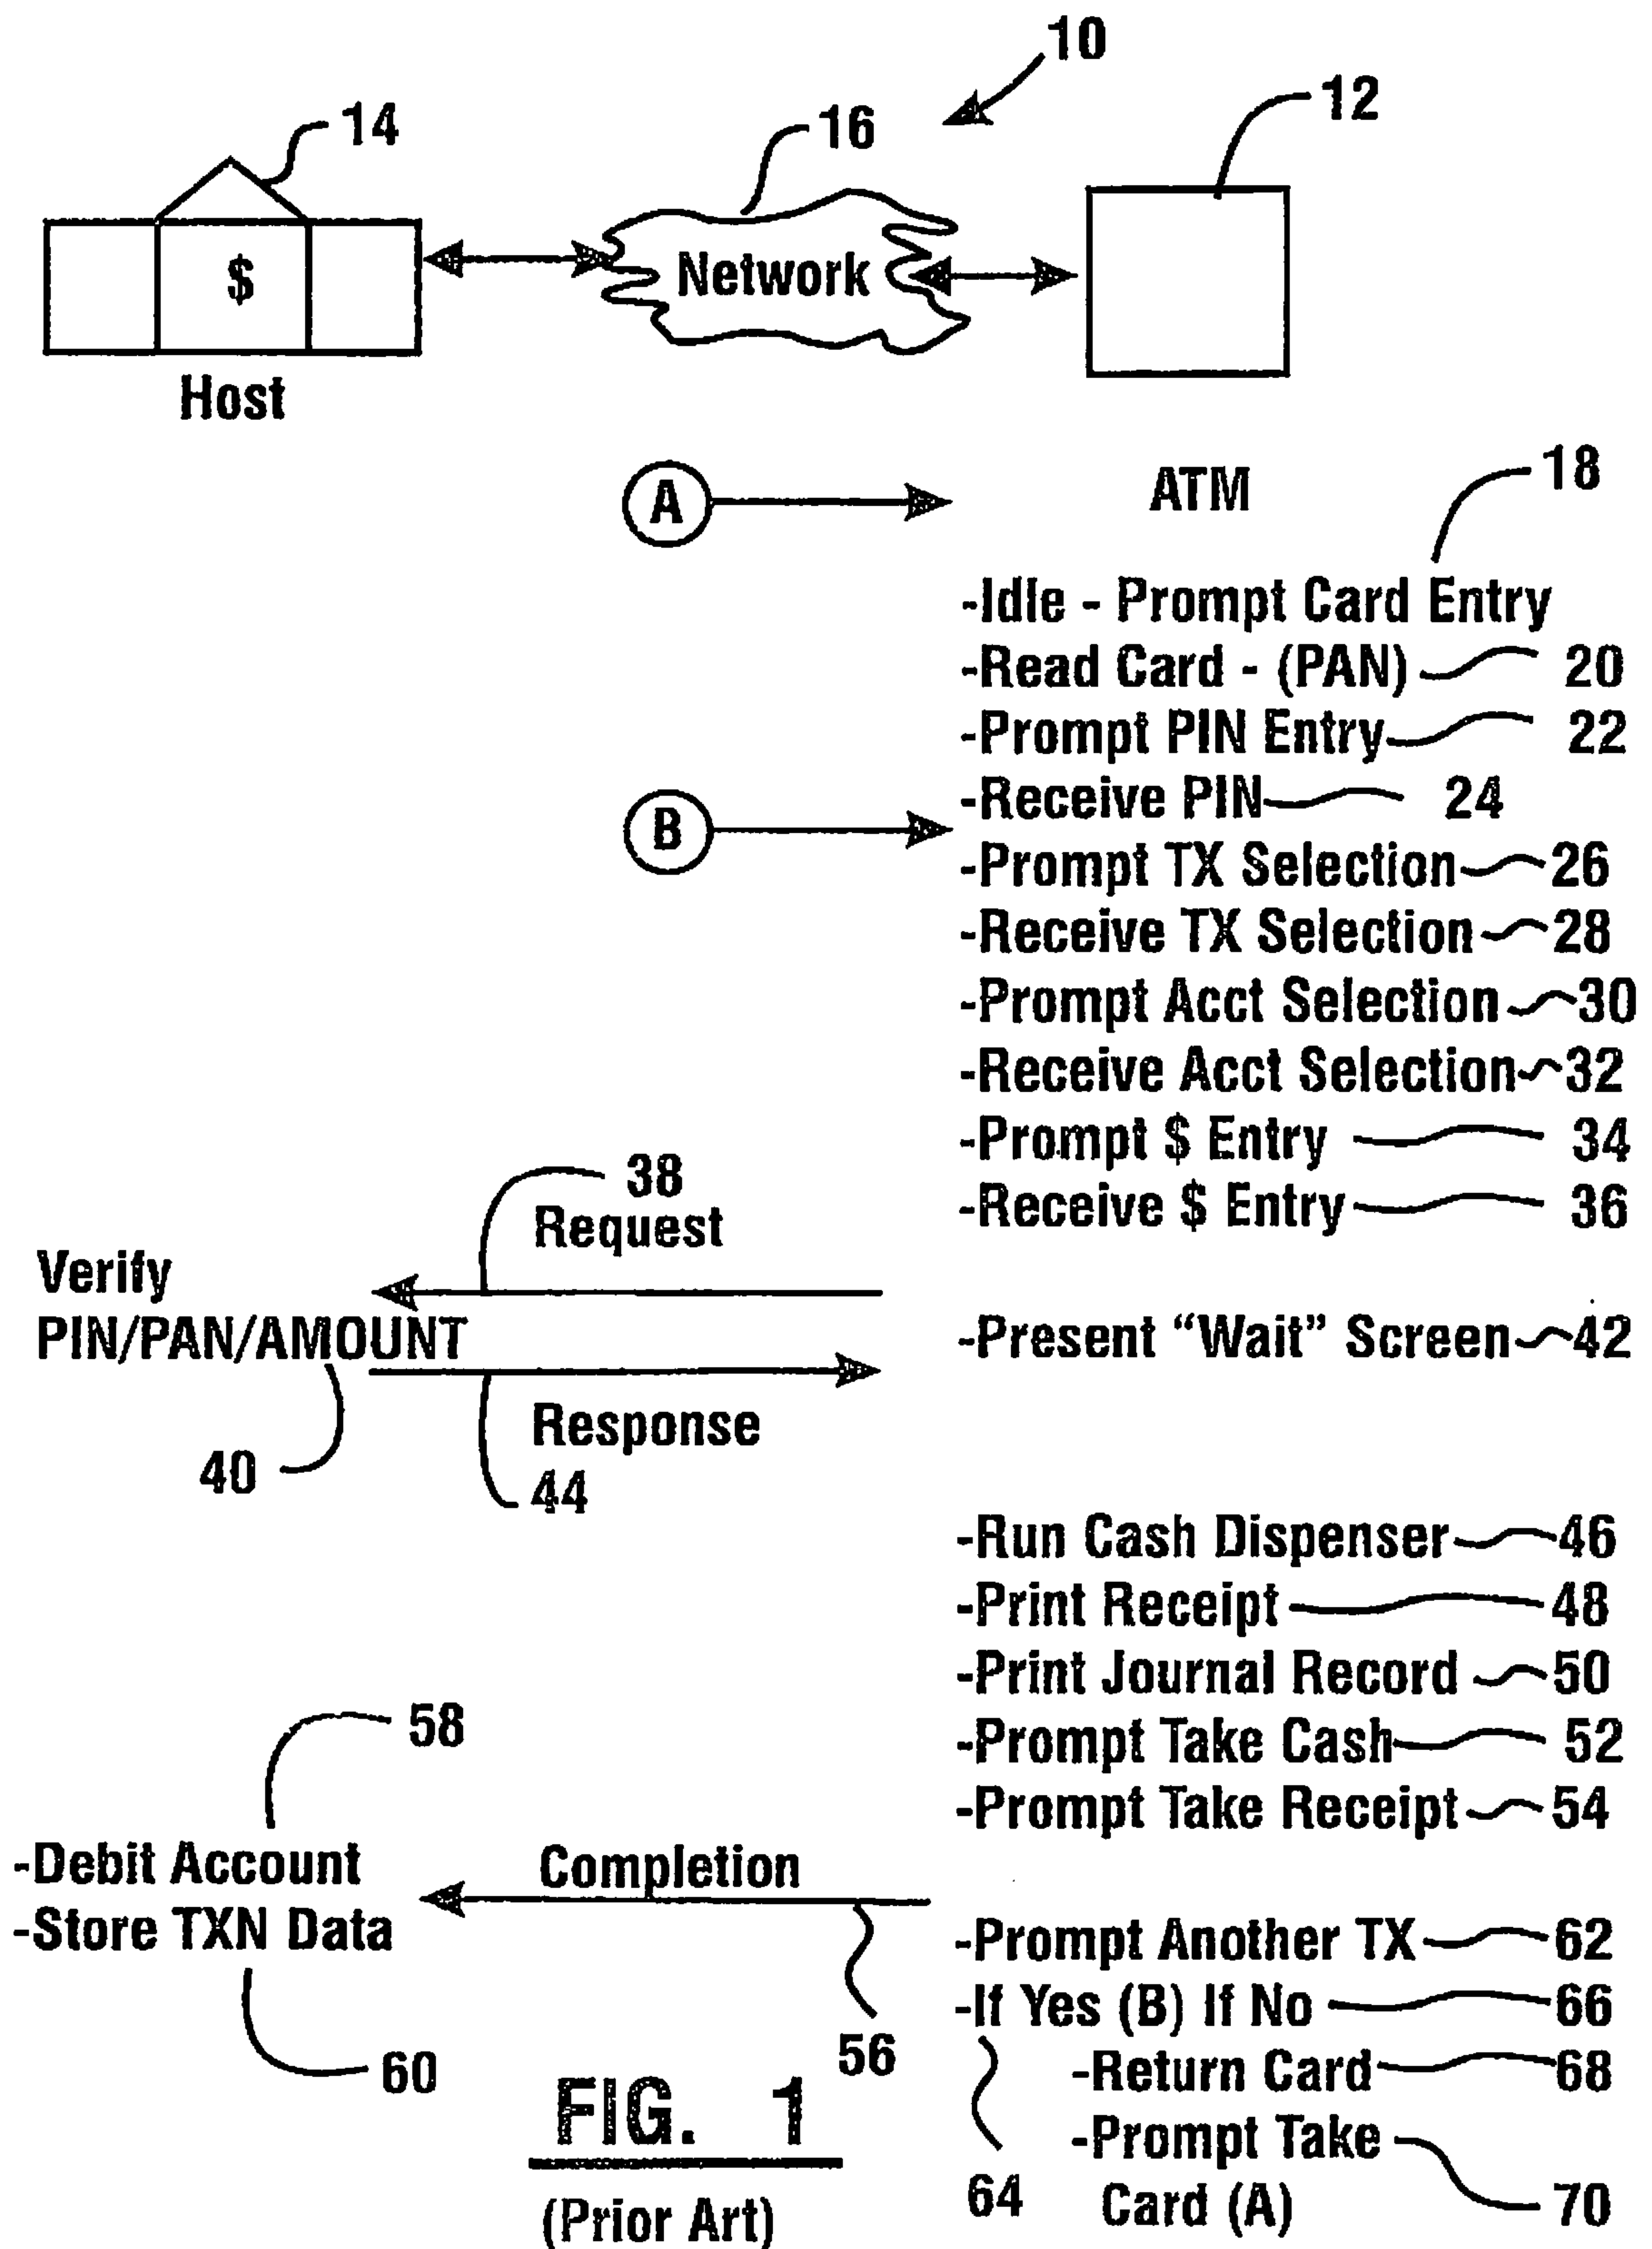 10
12
14
16
$
Network
Host
A
ATM
18
-Idle - Prompt Card Entry
-Read Card - (PAN) 20
-Prompt PIN Entry 22
-Receive PIN 24
B
-Prompt TX Selection 26
-Receive TX Selection 28
-Prompt Acct Selection 30
-Receive Acct Selection 32
-Prompt $ Entry 34
-Receive $ Entry 36
38
Request
Verify
PIN/PAN/AMOUNT
-Present “Wait” Screen 42
Response
40
44
-Run Cash Dispenser 46
-Print Receipt 48
-Print Journal Record 50
-Prompt Take Cash 52
-Prompt Take Receipt 54
58
-Debit Account
-Store TXN Data
Completion
60
56
-Prompt Another TX 62
-If Yes (B) If No 66
-Return Card 68
-Prompt Take
Card (A) 70
64
FIG. 1
(Prior Art)